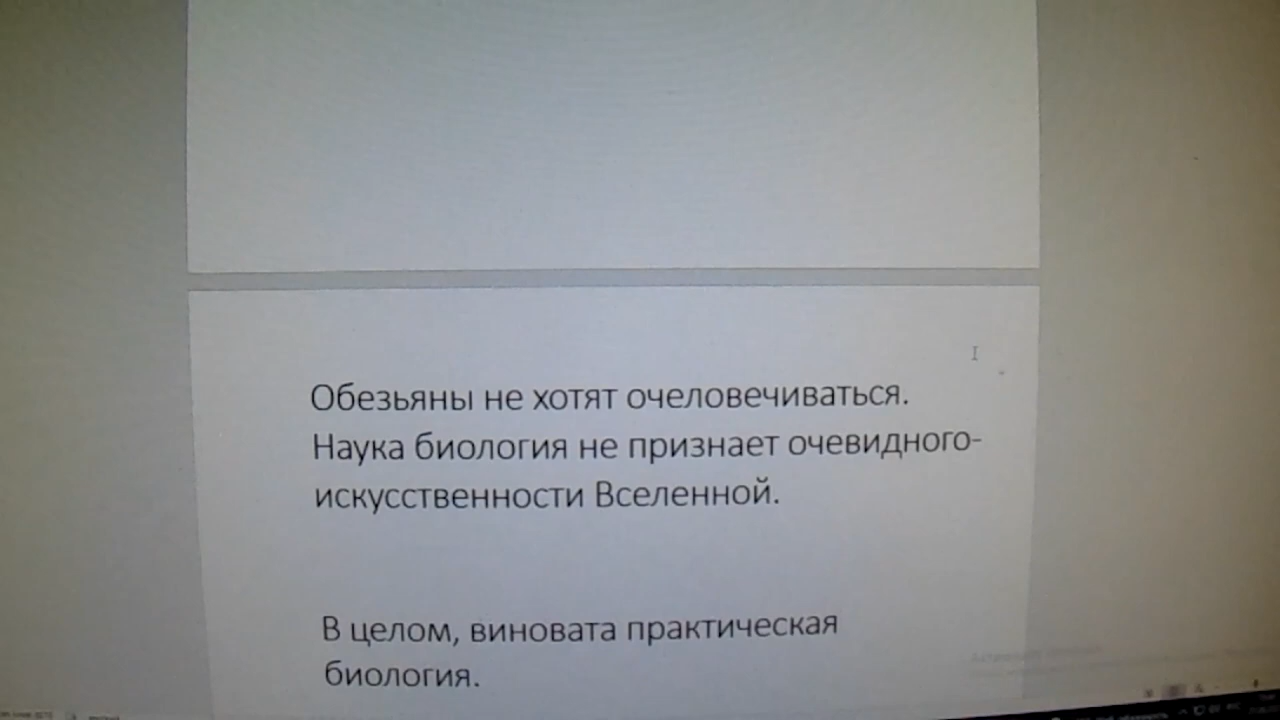 Обезьяны не хотят очеловечиваться.
Наука биология не признает очевидного-
искусственности Вселенной.
В целом, виновата практическая
биология.